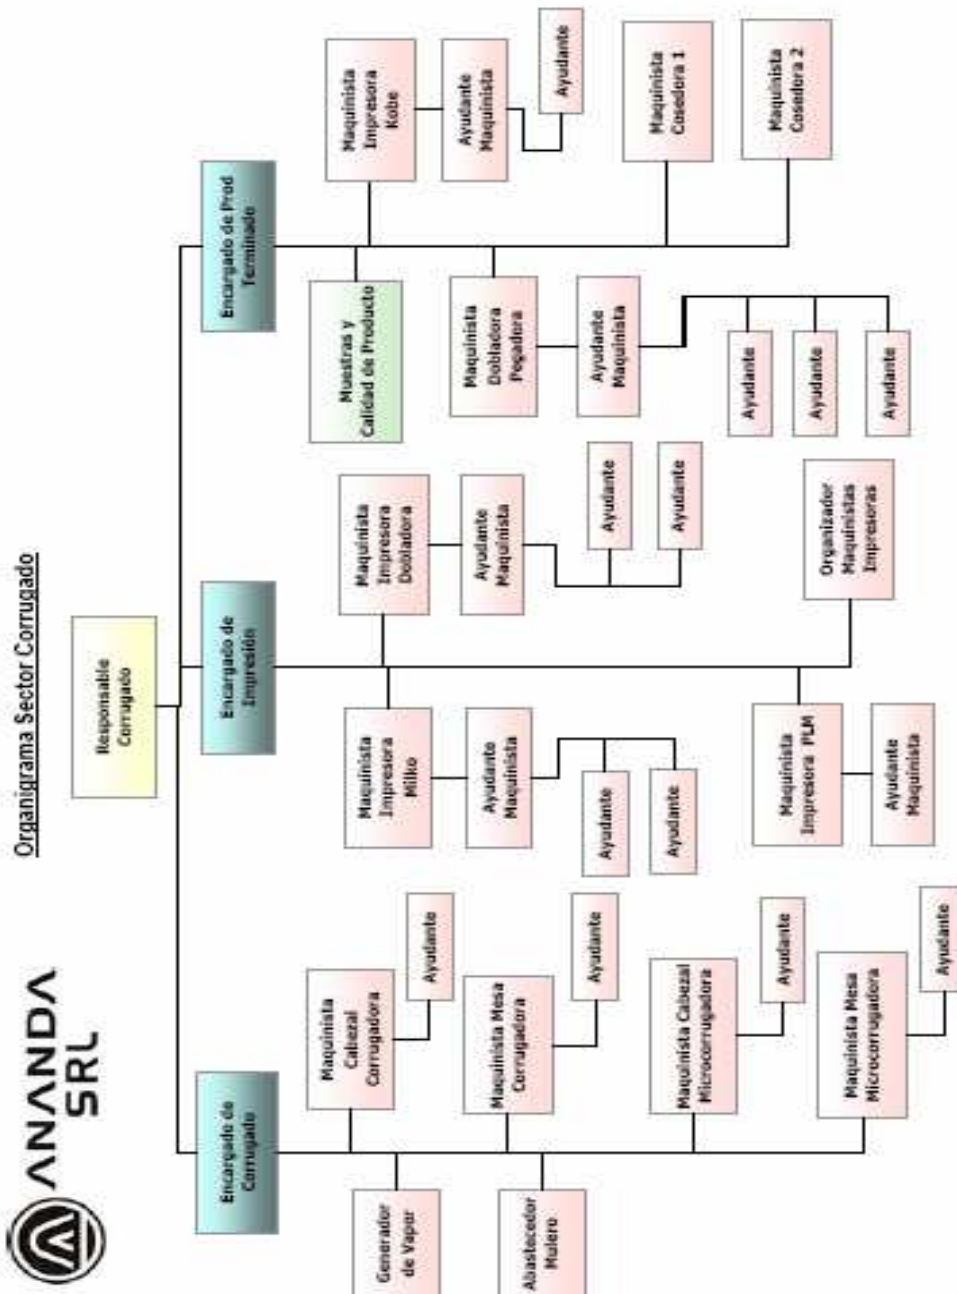 ANANDA
SRL
Organigrama Sector Corrugado
Responsable
Corrugado
Encargado de
Corrugado
Encargado de
Impresión
Encargado de Prod
Terminado
Generador
de Vapor
Abastecedor
Mulero
Maquinista
Cabezal
Corrugadora
Ayudante
Maquinista Mesa
Corrugadora
Ayudante
Maquinista Cabezal
Microcorrugadora
Ayudante
Maquinista Mesa
Microcorrugadora
Ayudante
Maquinista
Impresora
Milko
Ayudante
Maquinista
Ayudante
Ayudante
Maquinista
Impresora PLM
Ayudante
Maquinista
Maquinista
Impresora
Dobladora
Ayudante
Maquinista
Ayudante
Ayudante
Organizador
Maquinistas
Impresoras
Muestras y
Calidad de Producto
Maquinista
Dobladora
Pegadora
Ayudante
Maquinista
Ayudante
Ayudante
Ayudante
Maquinista
Impresora
Kobe
Ayudante
Maquinista
Ayudante
Maquinista
Cosedora 1
Maquinista
Cosedora 2